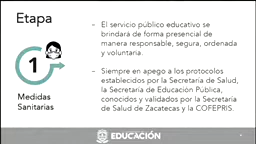 Etapa
1
Medidas
Sanitarias
- El servicio público educativo se
brindará de forma presencial de
manera responsable, segura, ordenada
y voluntaria.
- Siempre en apego a los protocolos
establecidos por la Secretaría de Salud,
la Secretaría de Educación Pública,
conocidos y validados por la Secretaría
de Salud de Zacatecas y la COFEPRIS.
EDUCACIÓN